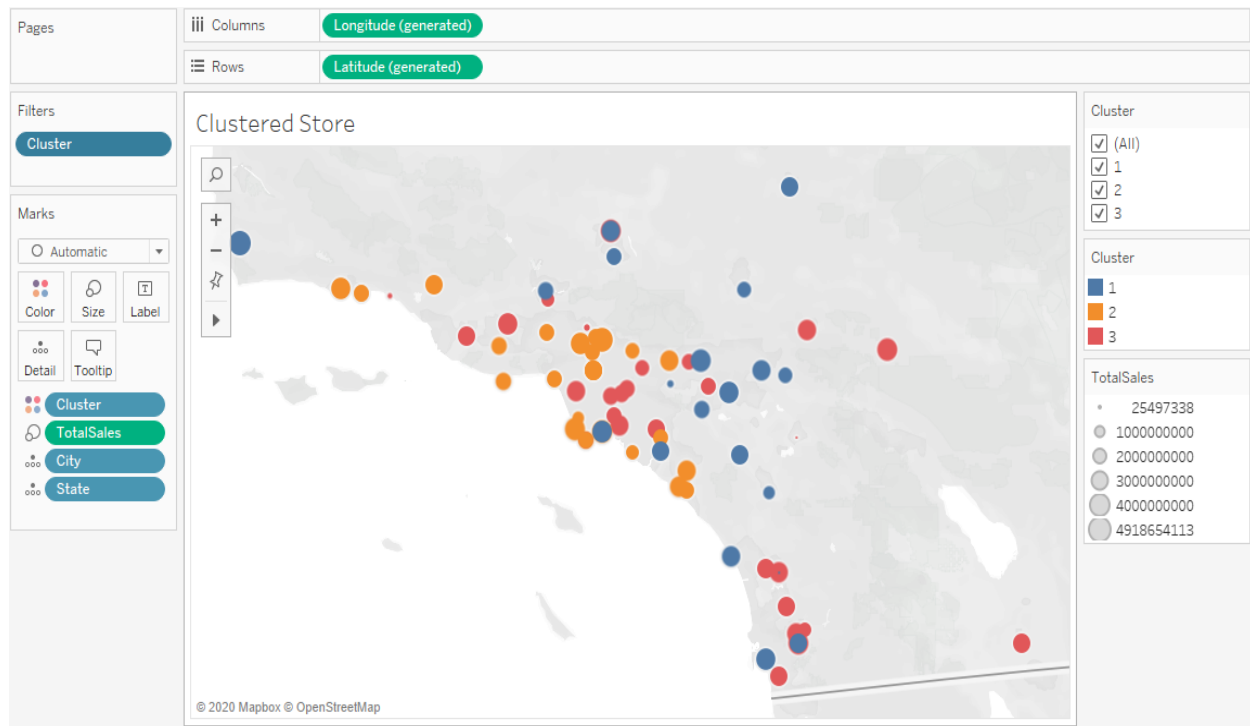 Pages
Columns
Longitude (generated)
Rows
Latitude (generated)
Filters
Cluster
Marks
Automatic
Color
Size
T
Label
Detail
Tooltip
Cluster
TotalSales
City
State
Clustered Store
+
−
© 2020 Mapbox © OpenStreetMap
Cluster
(All)
1
2
3
Cluster
1
2
3
TotalSales
25497338
1000000000
2000000000
3000000000
4000000000
4918654113